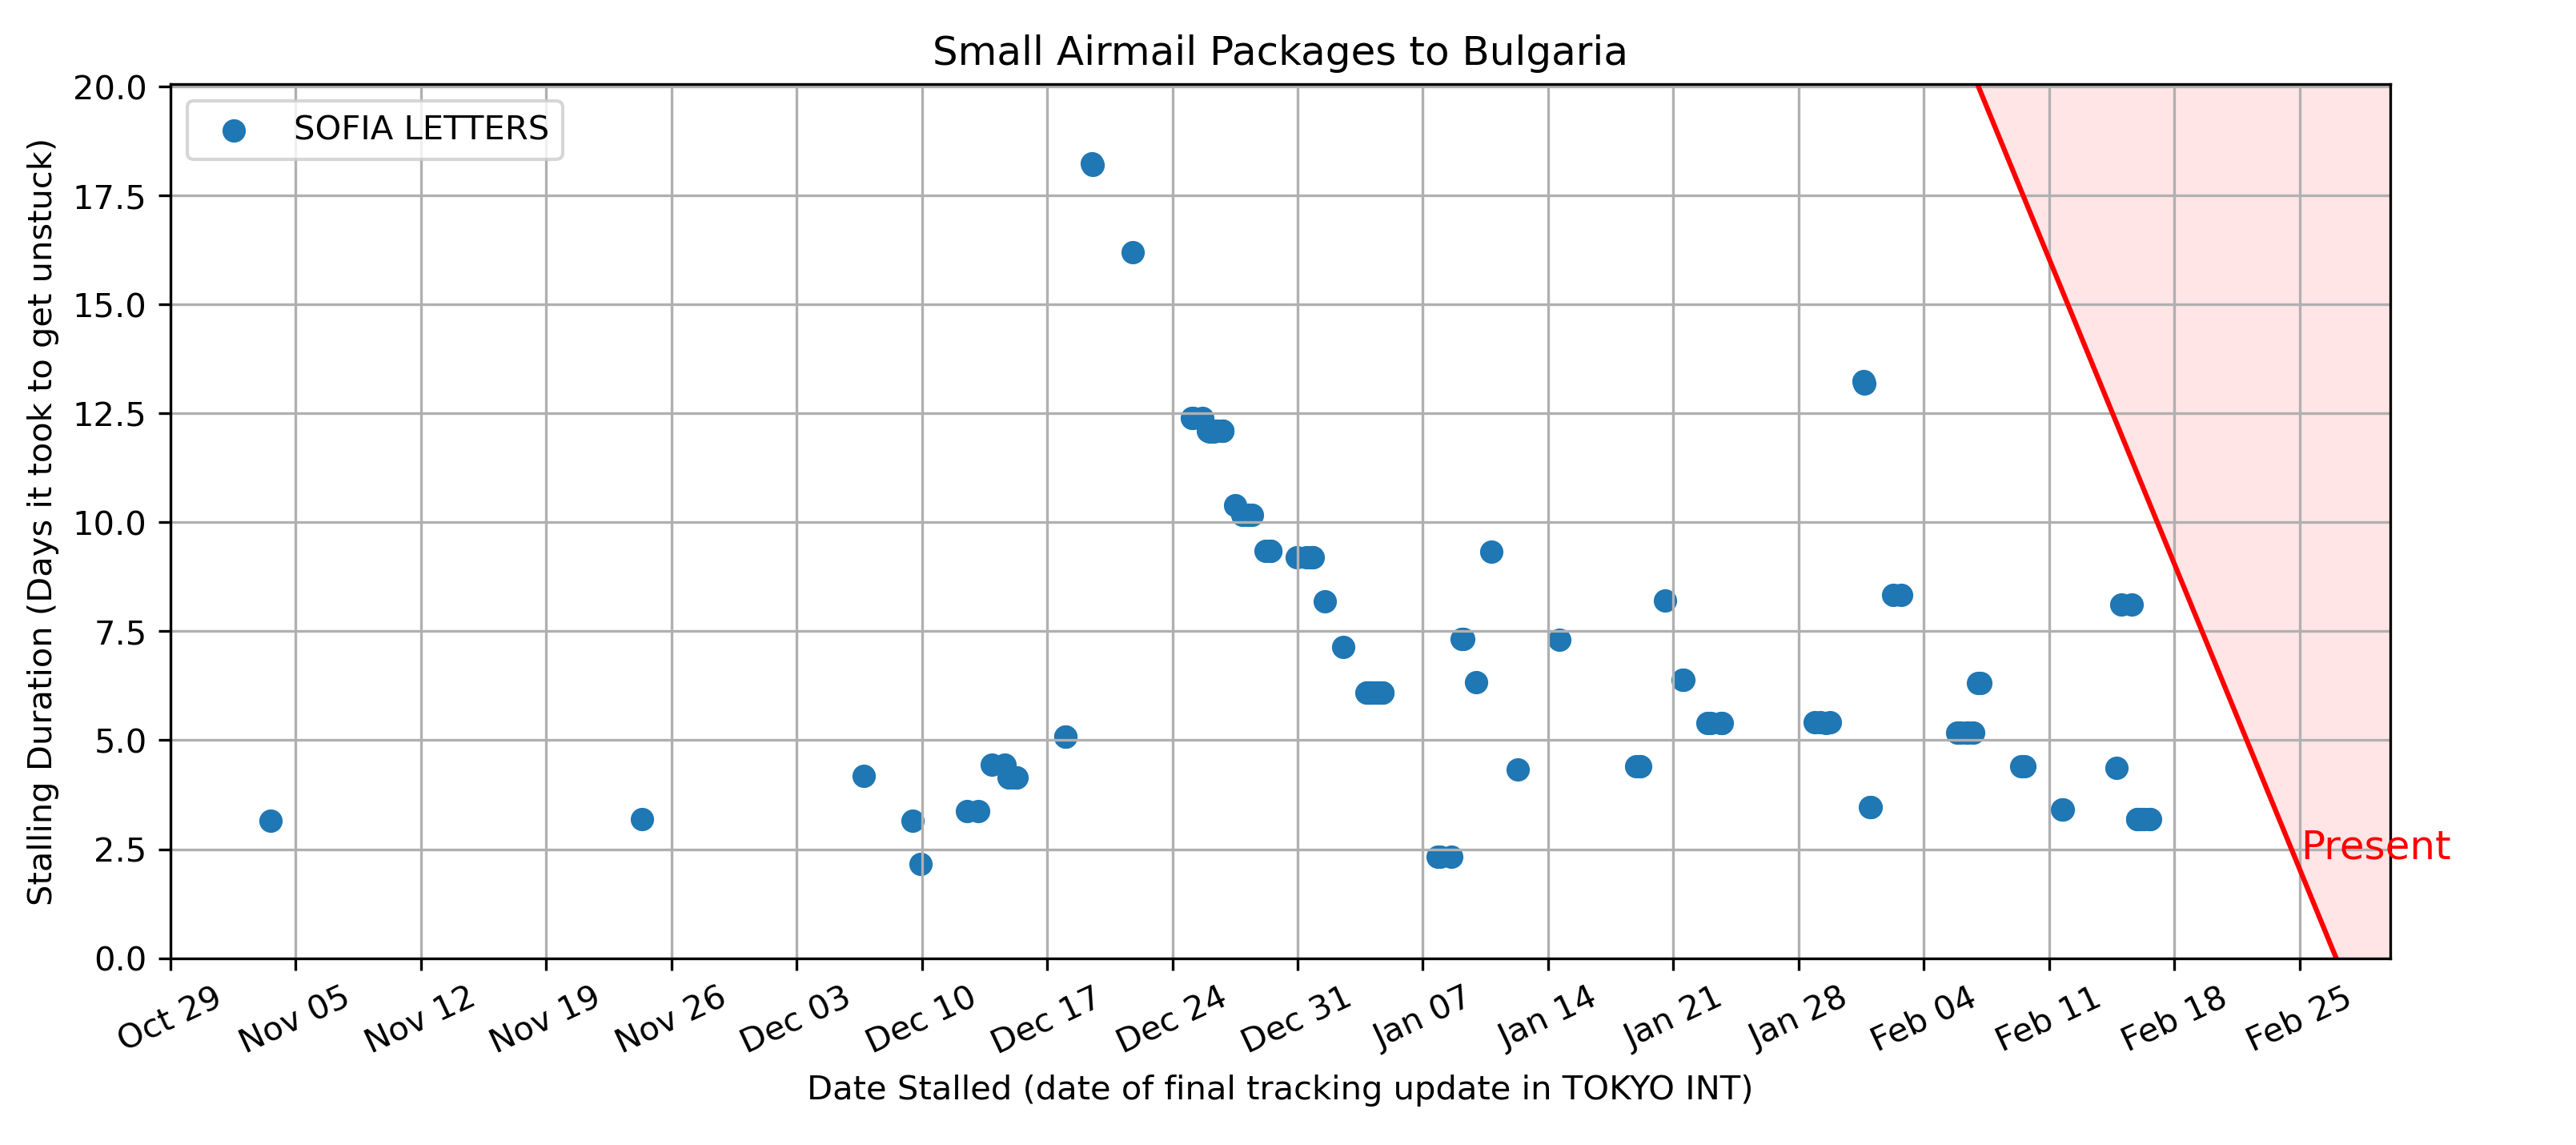 Small Airmail Packages to Bulgaria
SOFIA LETTERS
Stalling Duration (Days it took to get unstuck)
20.0
17.5
15.0
12.5
10.0
7.5
5.0
2.5
0.0
Present
Oct 29
Nov 05
Nov 12
Nov 19
Nov 26
Dec 03
Dec 10
Dec 17
Dec 24
Dec 31
Jan 07
Jan 14
Jan 21
Jan 28
Feb 04
Feb 11
Feb 18
Feb 25
Date Stalled (date of final tracking update in TOKYO INT)